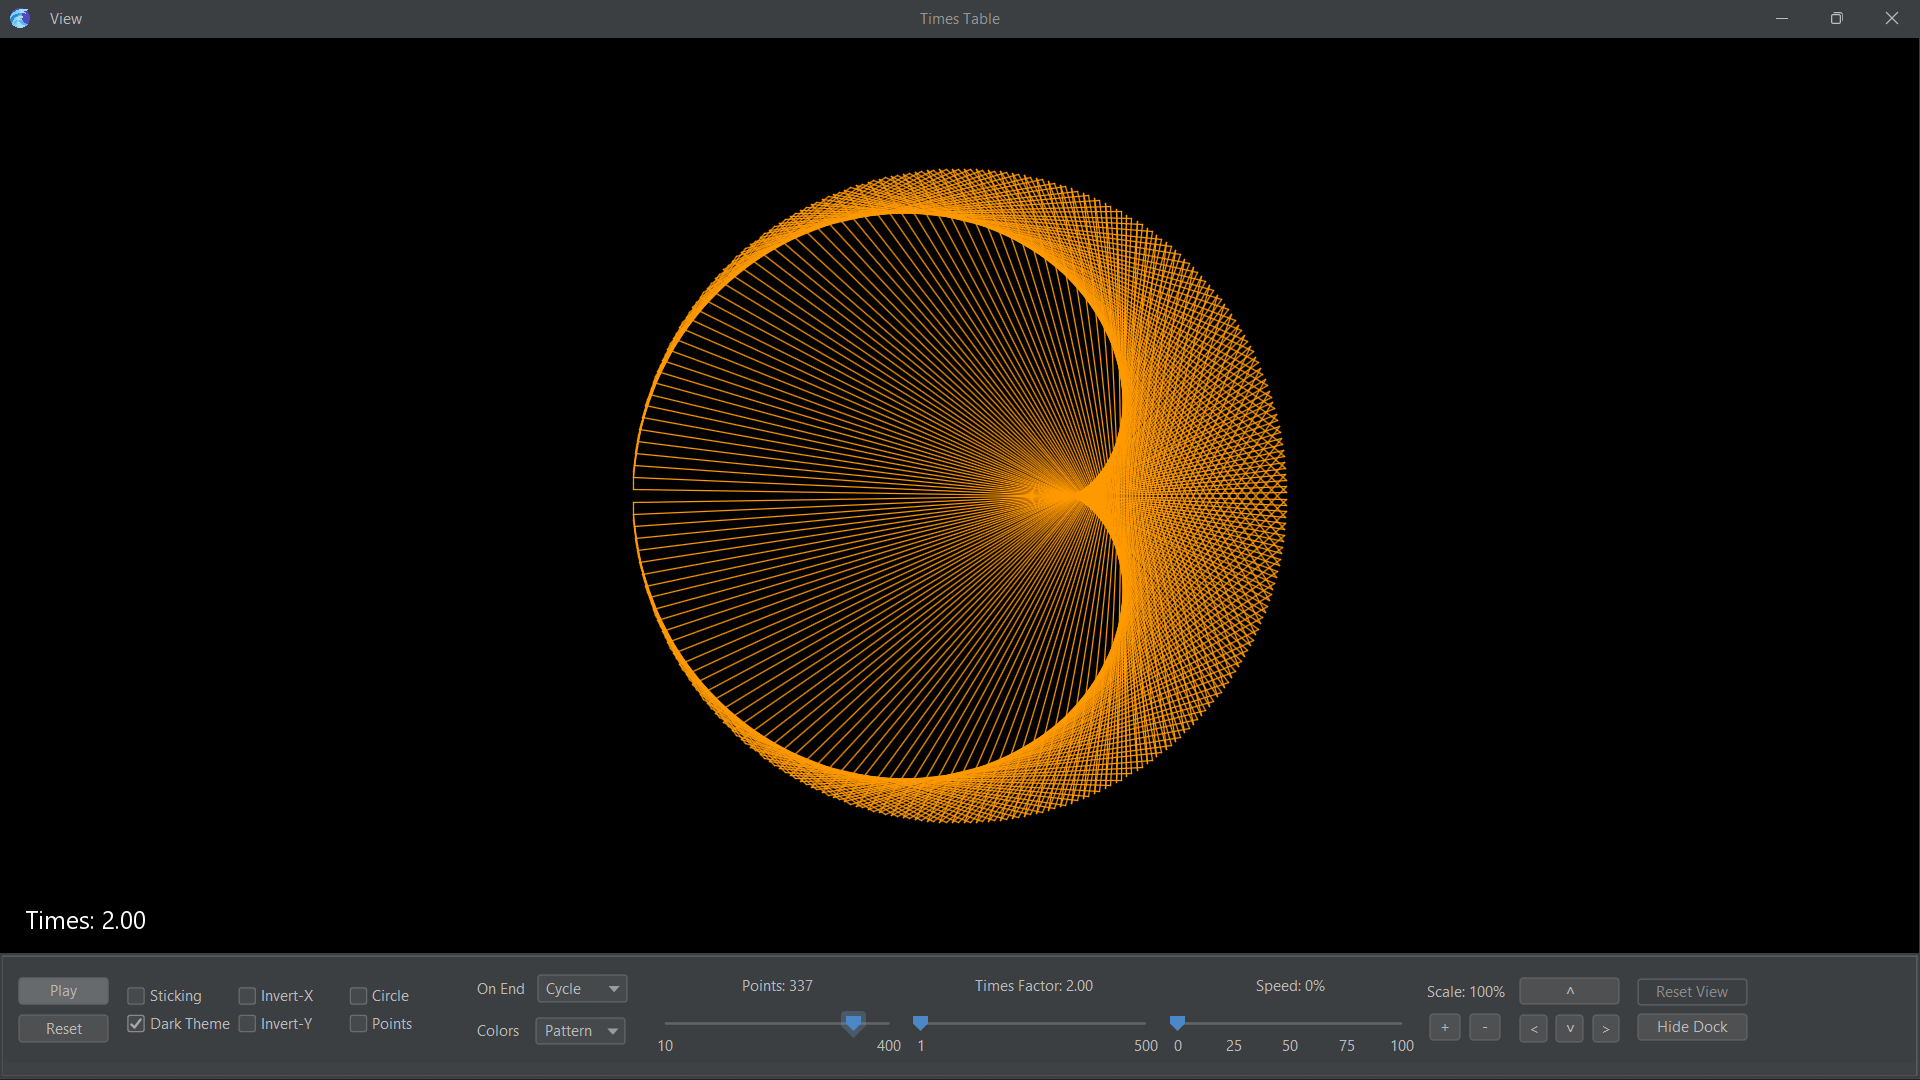 View
Times Table
Times: 2.00
Play
Reset
Sticking
Invert-X
Circle
Dark Theme
Invert-Y
Points
On End
Cycle
Colors
Pattern
Points: 337
10
400
Times Factor: 2.00
1
500
Speed: 0%
0
25
50
75
100
Scale: 100%
+
-
^
<
v
>
Reset View
Hide Dock